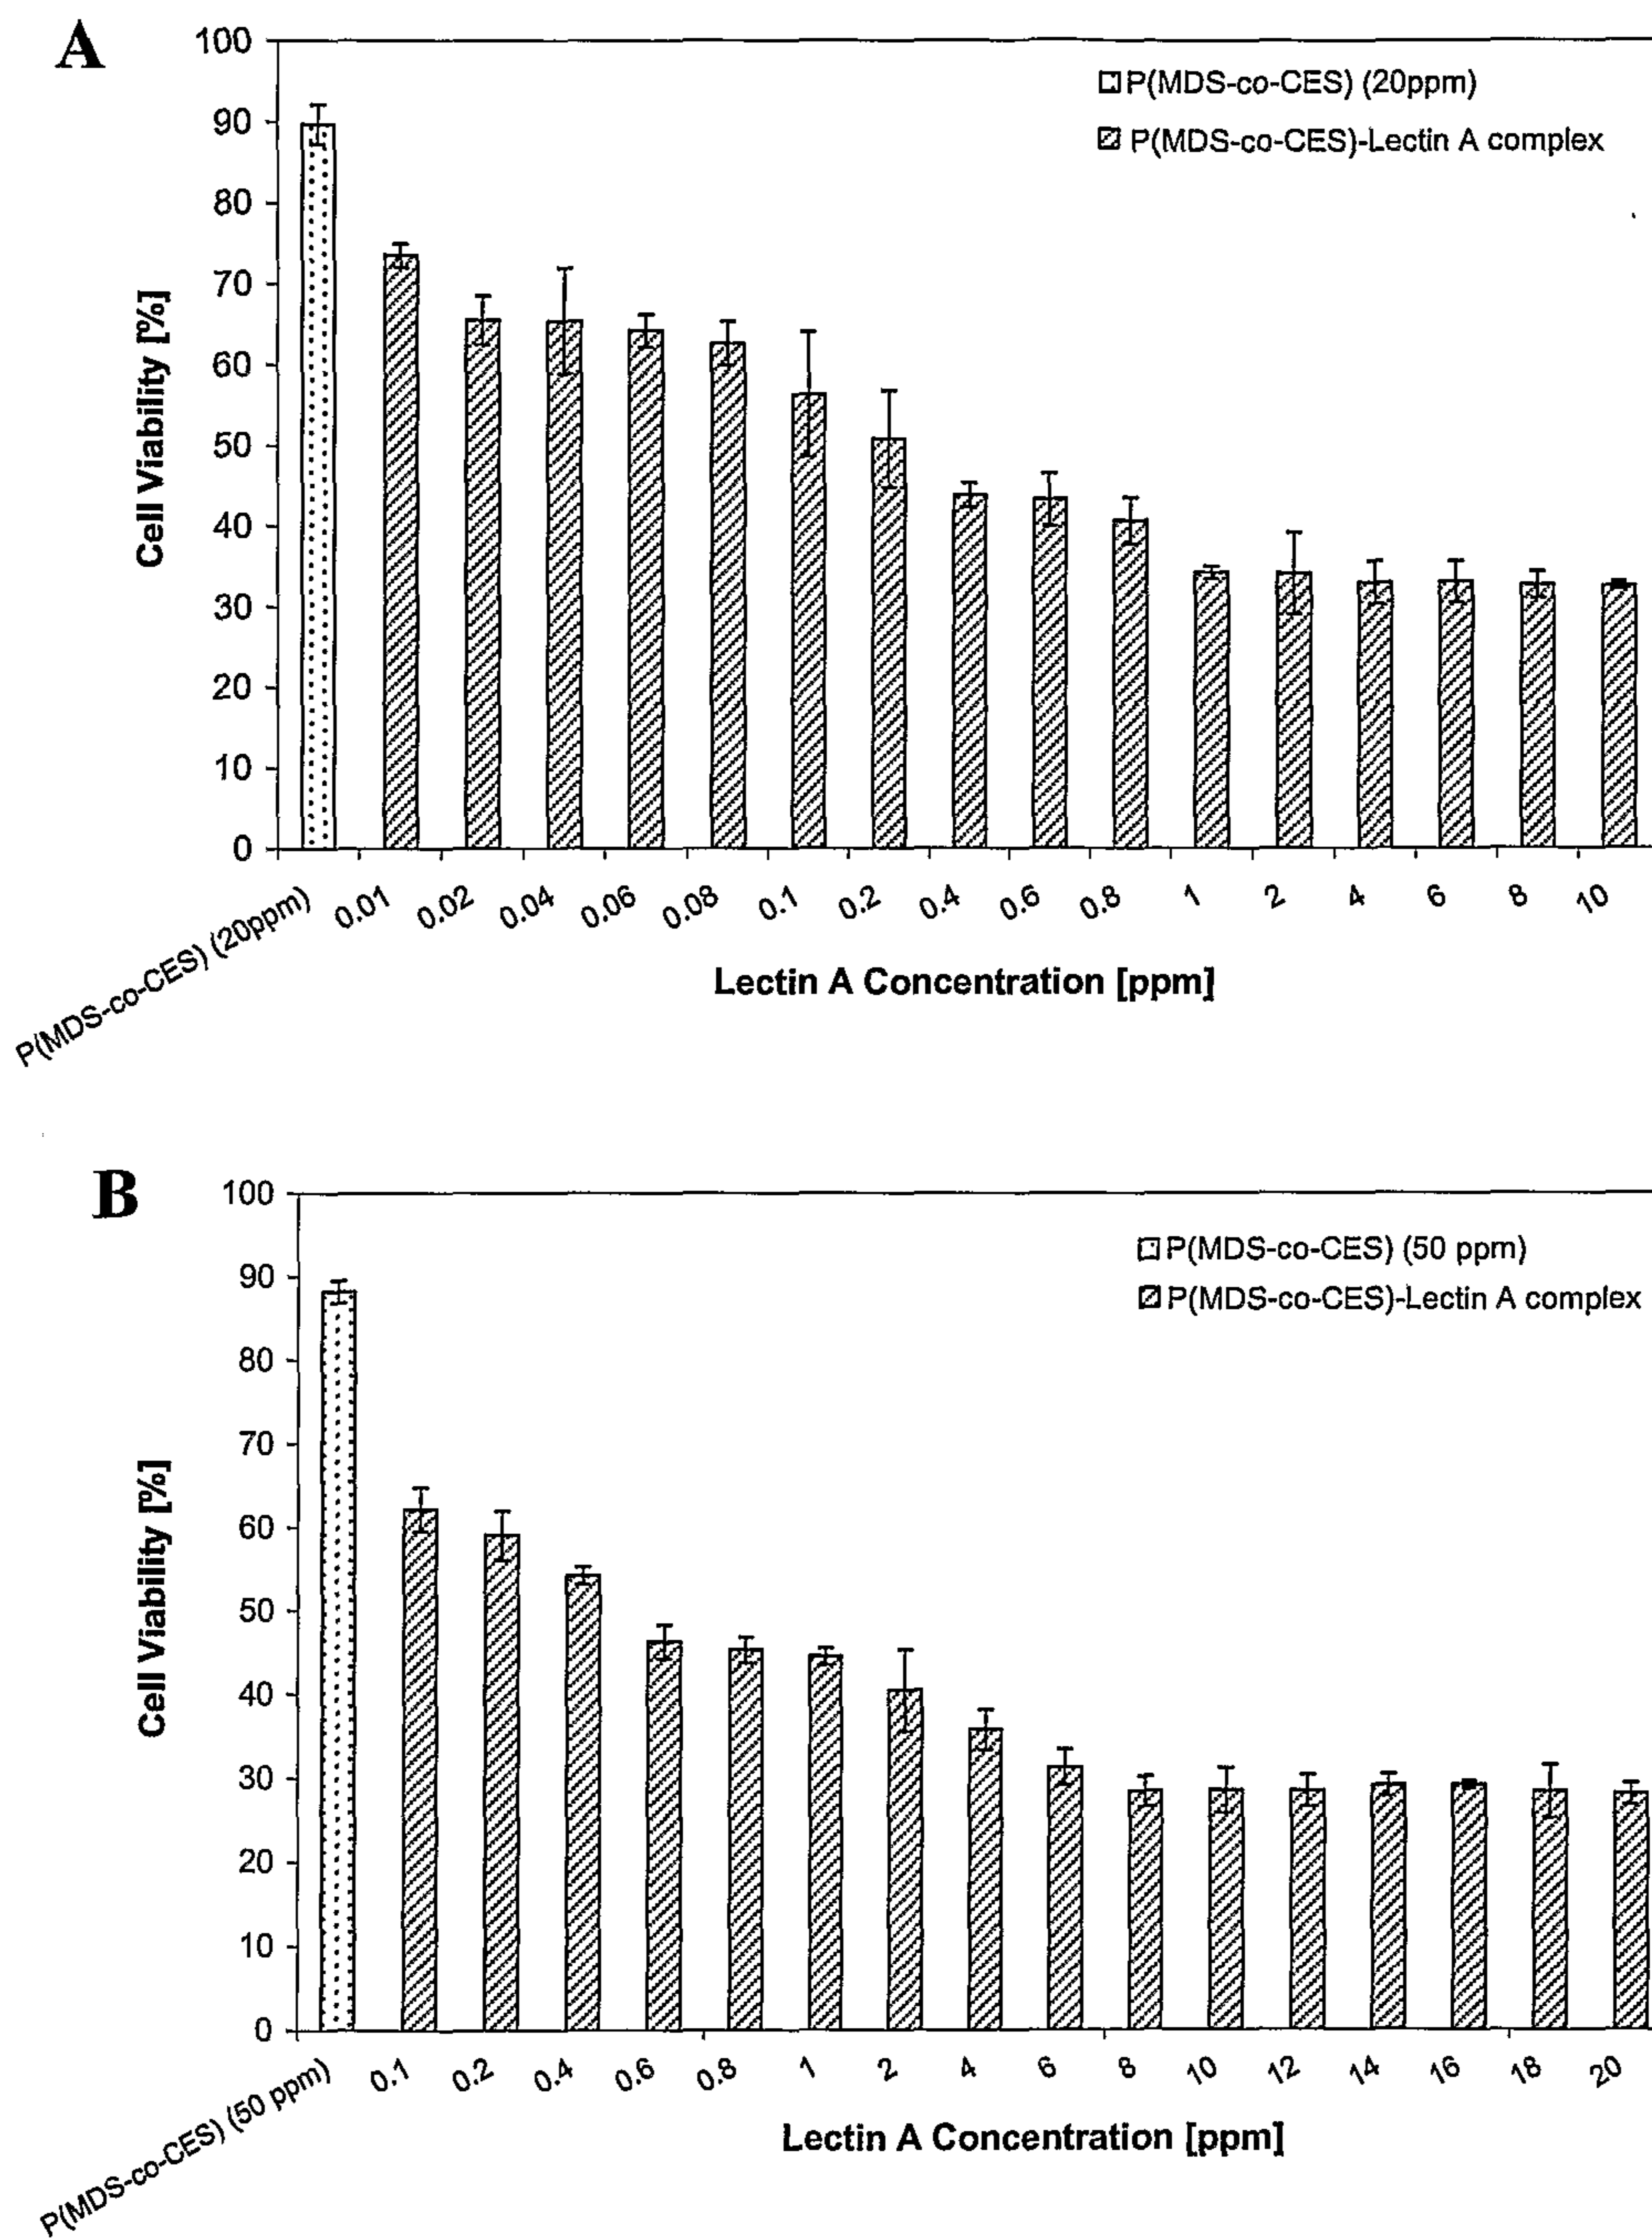 A
100
P(MDS-co-CES) (20ppm)
P(MDS-co-CES)-Lectin A complex
90
80
70
60
50
40
30
20
10
0
Cell Viability [%]
P(MDS-co-CES) (20ppm) 0.01 0.02 0.04 0.06 0.08 0.1 0.2 0.4 0.6 0.8 1 2 4 6 8 10
Lectin A Concentration [ppm]
B
100
P(MDS-co-CES) (50 ppm)
P(MDS-co-CES)-Lectin A complex
90
80
70
60
50
40
30
20
10
0
Cell Viability [%]
P(MDS-co-CES) (50 ppm) 0.1 0.2 0.4 0.6 0.8 1 2 4 6 8 10 12 14 16 18 20
Lectin A Concentration [ppm]